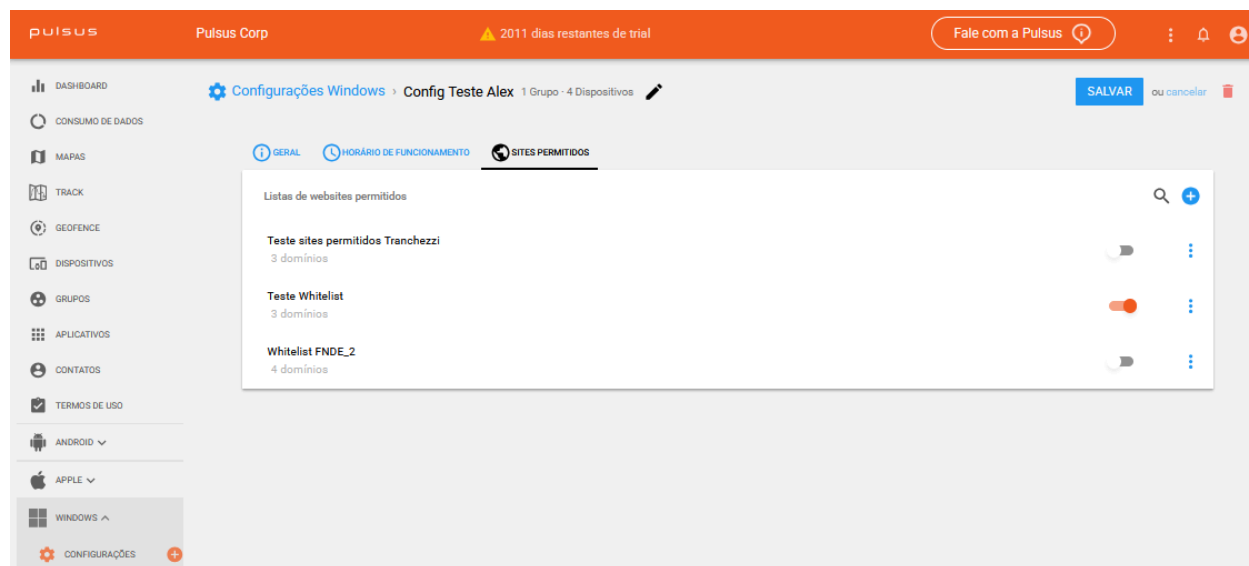 pulsus
Pulsus Corp
2011 dias restantes de trial
Fale com a Pulsus
DASHBOARD
CONSUMO DE DADOS
MAPAS
TRACK
GEOFENCE
DISPOSITIVOS
GRUPOS
APLICATIVOS
CONTATOS
TERMOS DE USO
ANDROID
APPLE
WINDOWS
CONFIGURAÇÕES
Configurações Windows › Config Teste Alex 1 Grupo · 4 Dispositivos
SALVAR ou cancelar
GERAL
HORÁRIO DE FUNCIONAMENTO
SITES PERMITIDOS
Listas de websites permitidos
Teste sites permitidos Tranchezzi
3 domínios
Teste Whitelist
3 domínios
Whitelist FNDE_2
4 domínios